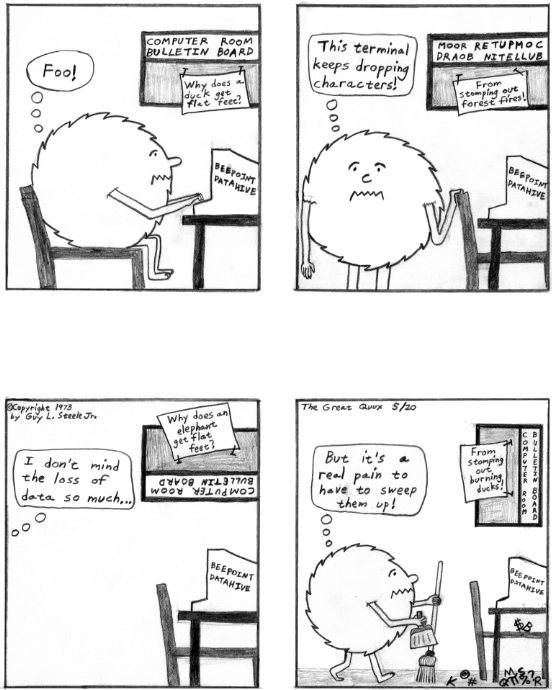 COMPUTER ROOM
BULLETIN BOARD
Foo!
Why does a
duck get
flat feet?
BEEPOINT
DATAHIVE
This terminal
keeps dropping
characters!
MOOR RETUPMOC
DRAOB NITELLUB
From
stomping out
forest fires!
BEEPOINT
DATAHIVE
©Copyright 1973
by Guy L. Steele Jr.
Why does an
elephant
get flat
feet?
COMPUTER ROOM
BULLETIN BOARD
I don't mind
the loss of
data so much...
BEEPOINT
DATAHIVE
The Great Quux 5/20
COMPUTER ROOM
BULLETIN BOARD
From
stomping
out
burning
ducks!
But it's a
real pain to
have to sweep
them up!
BEEPOINT
DATAHIVE
K @ #